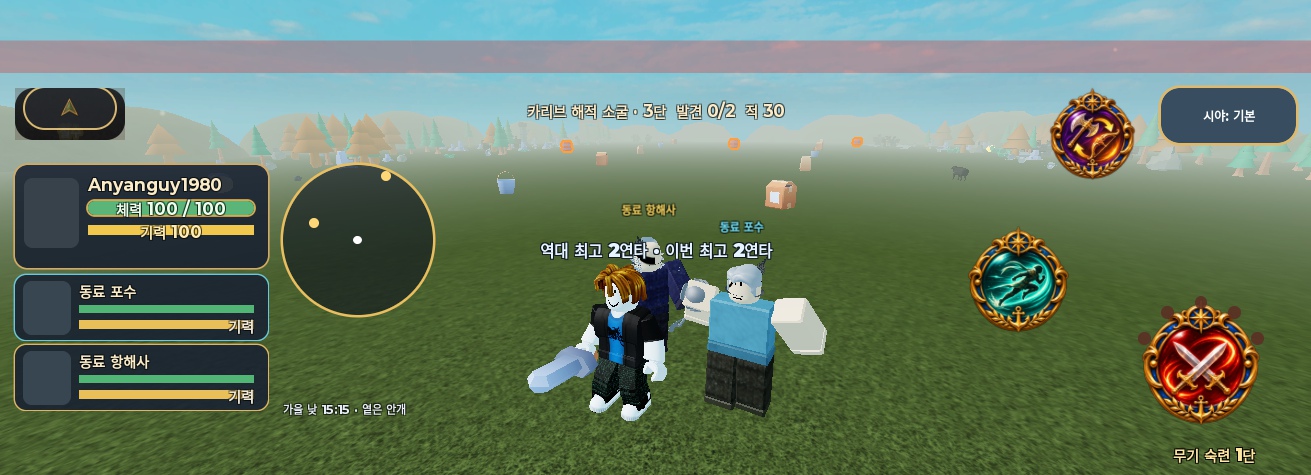 카리브 해적 소굴 · 3단 발견 0/2 적 30
시야: 기본
Anyanguy1980
체력 100 / 100
기력 100
동료 포수
기력
동료 항해사
기력
동료 항해사
동료 포수
역대 최고 2연타 · 이번 최고 2연타
가을 낮 15:15 · 옅은 안개
무기 숙련 1단